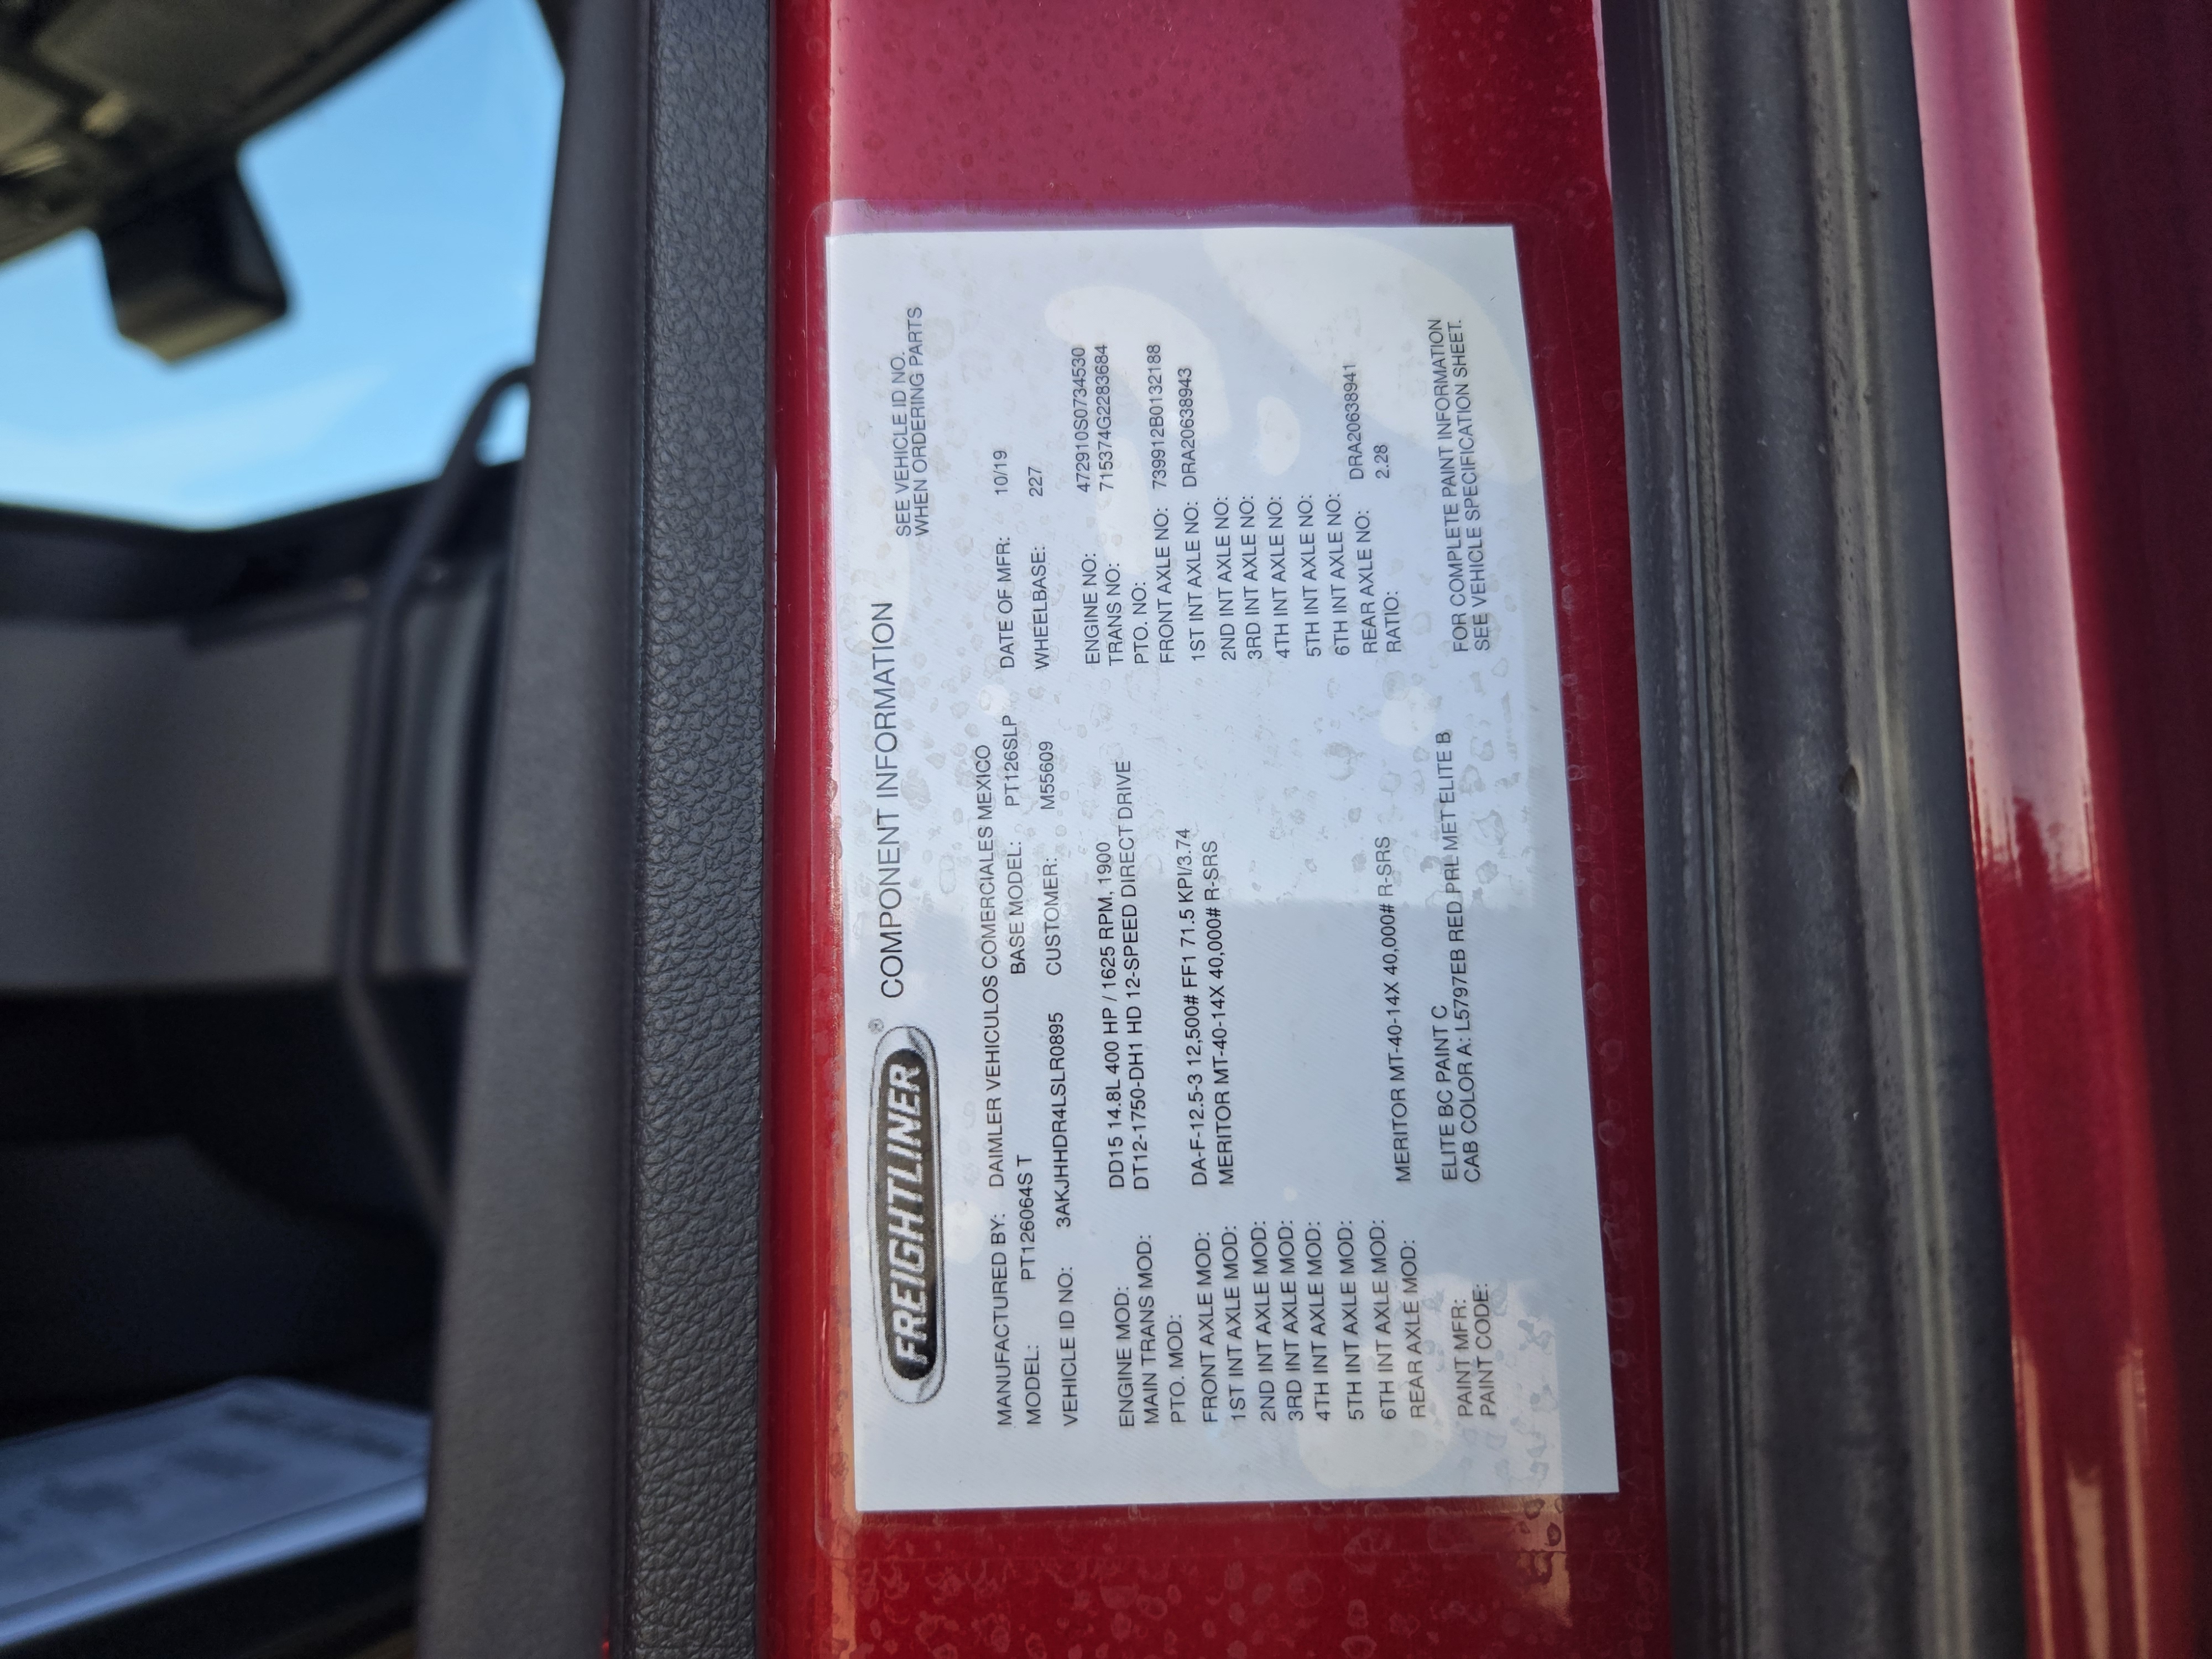 FREIGHTLINER®
COMPONENT INFORMATION
SEE VEHICLE ID NO.
WHEN ORDERING PARTS
MANUFACTURED BY: DAIMLER VEHICULOS COMERCIALES MEXICO
MODEL: PT126064S T BASE MODEL: PT126SLP DATE OF MFR: 10/19
VEHICLE ID NO: 3AKJHHDR4LSLR0895 CUSTOMER: M55609 WHEELBASE: 227
ENGINE MOD: DD15 14.8L 400 HP / 1625 RPM, 1900 ENGINE NO: 472910S0734530
MAIN TRANS MOD: DT12-1750-DH1 HD 12-SPEED DIRECT DRIVE TRANS NO: 715374G2283684
PTO. MOD: PTO. NO:
FRONT AXLE MOD: DA-F-12.5-3 12,500# FF1 71.5 KPI/3.74 FRONT AXLE NO: 739912B0132188
1ST INT AXLE MOD: MERITOR MT-40-14X 40,000# R-SRS 1ST INT AXLE NO: DRA20638943
2ND INT AXLE MOD: 2ND INT AXLE NO:
3RD INT AXLE MOD: 3RD INT AXLE NO:
4TH INT AXLE MOD: 4TH INT AXLE NO:
5TH INT AXLE MOD: 5TH INT AXLE NO:
6TH INT AXLE MOD: 6TH INT AXLE NO:
REAR AXLE MOD: MERITOR MT-40-14X 40,000# R-SRS REAR AXLE NO: DRA20638941
RATIO: 2.28
PAINT MFR: ELITE BC PAINT C
PAINT CODE: CAB COLOR A: L5797EB RED PRL MET ELITE B
FOR COMPLETE PAINT INFORMATION
SEE VEHICLE SPECIFICATION SHEET.